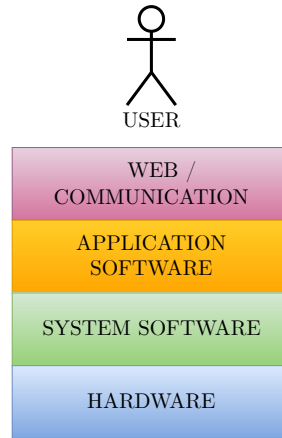 USER
WEB /
COMMUNICATION
APPLICATION
SOFTWARE
SYSTEM SOFTWARE
HARDWARE